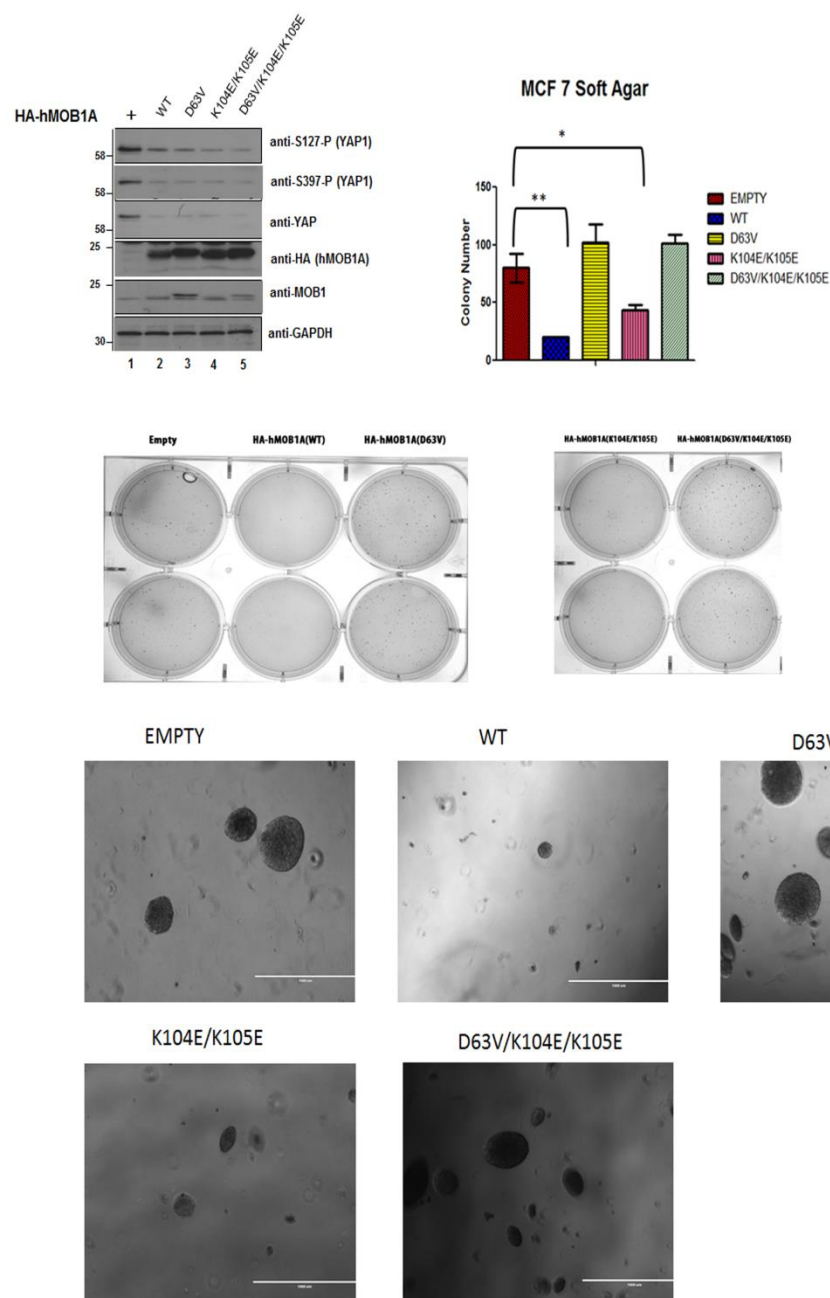 HA-hMOB1A
+
WT
D63V
K104E/K105E
D63V/K104E/K105E
58
anti-S127-P (YAP1)
58
anti-S397-P (YAP1)
58
anti-YAP
25
anti-HA (hMOB1A)
25
anti-MOB1
30
anti-GAPDH
1 2 3 4 5
MCF 7 Soft Agar
*
**
Colony Number
150
100
50
0
EMPTY
WT
D63V
K104E/K105E
D63V/K104E/K105E
Empty
HA-hMOB1A(WT)
HA-hMOB1A(D63V)
HA-hMOB1A(K104E/K105E)
HA-hMOB1A(D63V/K104E/K105E)
EMPTY
WT
D63V
K104E/K105E
D63V/K104E/K105E